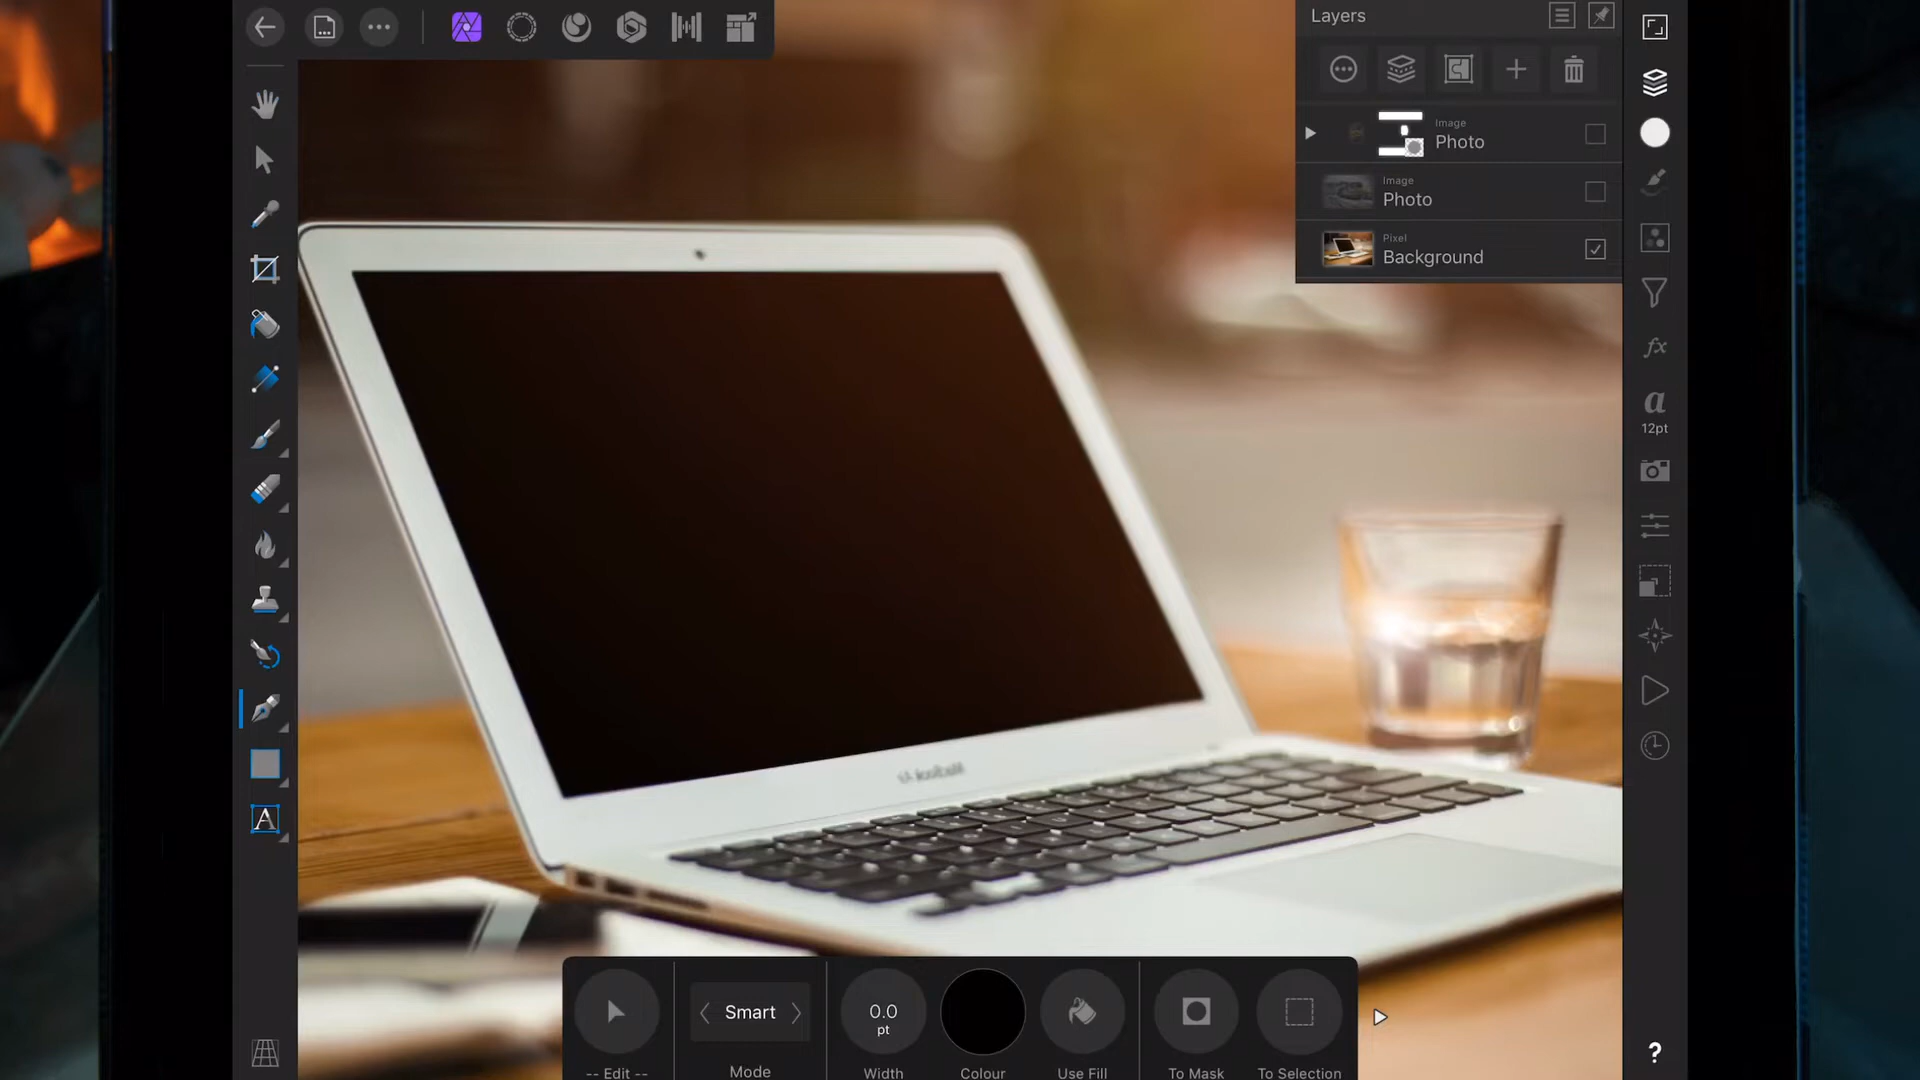 Layers
Image
Photo
Image
Photo
Pixel
Background
fx
a
12pt
A
0.0
pt
Smart
-- Edit --
Mode
Width
Colour
Use Fill
To Mask
To Selection
?